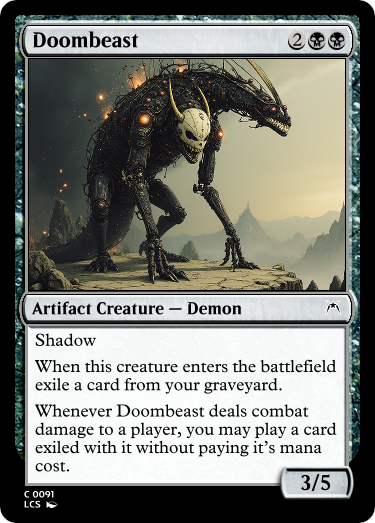 Doombeast 2
Artifact Creature — Demon
Shadow
When this creature enters the battlefield
exile a card from your graveyard.
Whenever Doombeast deals combat
damage to a player, you may play a card
exiled with it without paying it's mana
cost.
3/5
C 0091
LCS